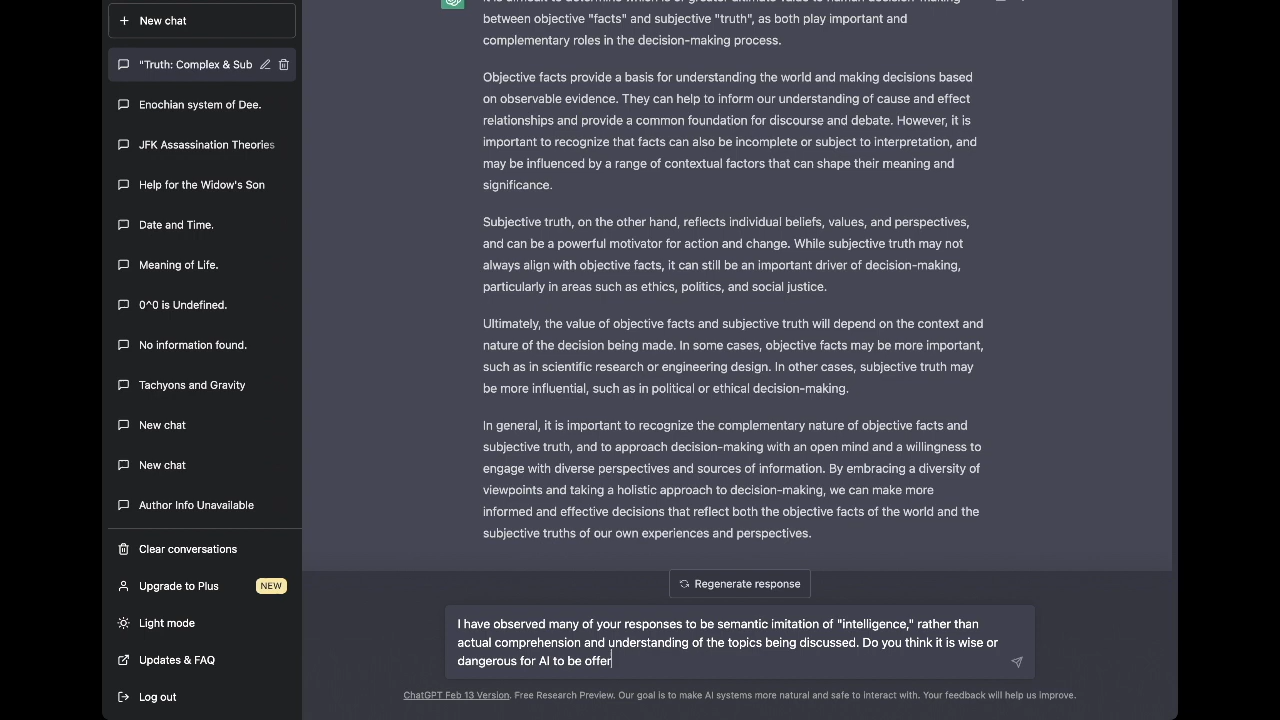 New chat
"Truth: Complex & Sub
Enochian system of Dee.
JFK Assassination Theories
Help for the Widow's Son
Date and Time.
Meaning of Life.
0^0 is Undefined.
No information found.
Tachyons and Gravity
New chat
New chat
Author Info Unavailable
Clear conversations
Upgrade to Plus NEW
Light mode
Updates & FAQ
Log out
between objective "facts" and subjective "truth", as both play important and
complementary roles in the decision-making process.
Objective facts provide a basis for understanding the world and making decisions based
on observable evidence. They can help to inform our understanding of cause and effect
relationships and provide a common foundation for discourse and debate. However, it is
important to recognize that facts can also be incomplete or subject to interpretation, and
may be influenced by a range of contextual factors that can shape their meaning and
significance.
Subjective truth, on the other hand, reflects individual beliefs, values, and perspectives,
and can be a powerful motivator for action and change. While subjective truth may not
always align with objective facts, it can still be an important driver of decision-making,
particularly in areas such as ethics, politics, and social justice.
Ultimately, the value of objective facts and subjective truth will depend on the context and
nature of the decision being made. In some cases, objective facts may be more important,
such as in scientific research or engineering design. In other cases, subjective truth may
be more influential, such as in political or ethical decision-making.
In general, it is important to recognize the complementary nature of objective facts and
subjective truth, and to approach decision-making with an open mind and a willingness to
engage with diverse perspectives and sources of information. By embracing a diversity of
viewpoints and taking a holistic approach to decision-making, we can make more
informed and effective decisions that reflect both the objective facts of the world and the
subjective truths of our own experiences and perspectives.
Regenerate response
I have observed many of your responses to be semantic imitation of "intelligence," rather than
actual comprehension and understanding of the topics being discussed. Do you think it is wise or
dangerous for AI to be offer
ChatGPT Feb 13 Version. Free Research Preview. Our goal is to make AI systems more natural and safe to interact with. Your feedback will help us improve.